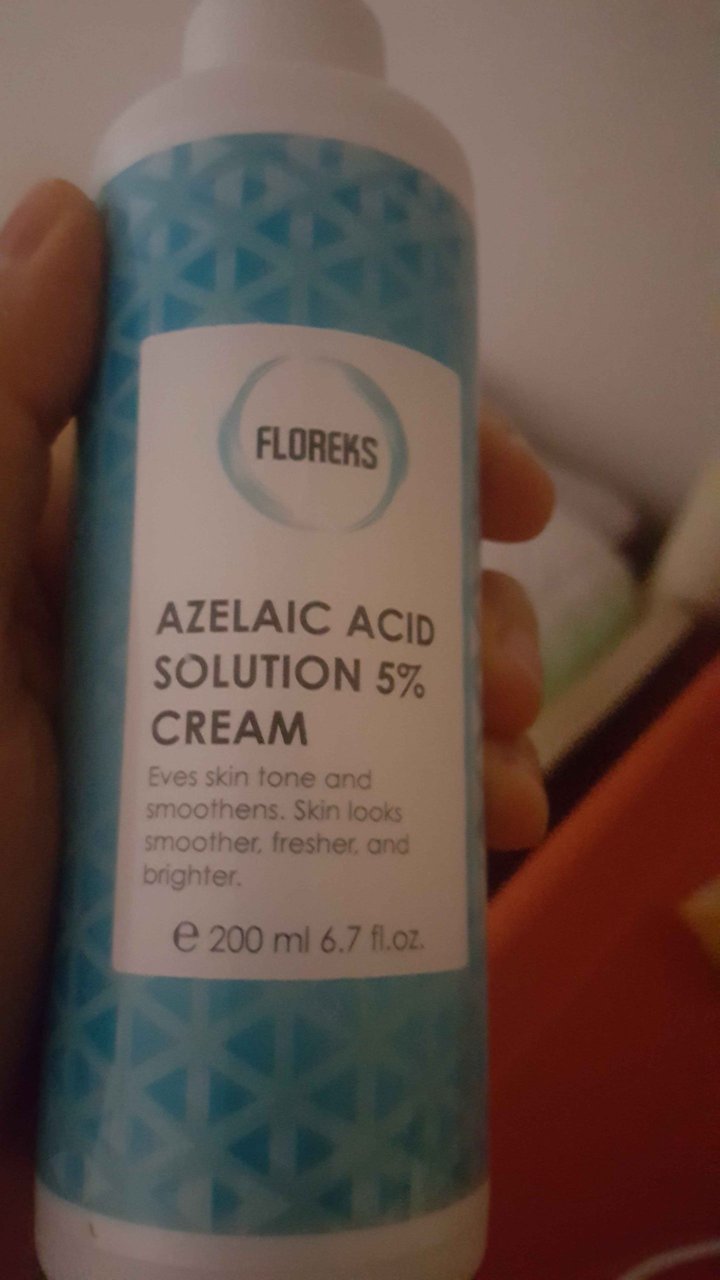 FLOREKS
AZELAIC ACID
SOLUTION 5%
CREAM
Eves skin tone and
smoothens. Skin looks
smoother, fresher, and
brighter.
e 200 ml 6.7 fl.oz.